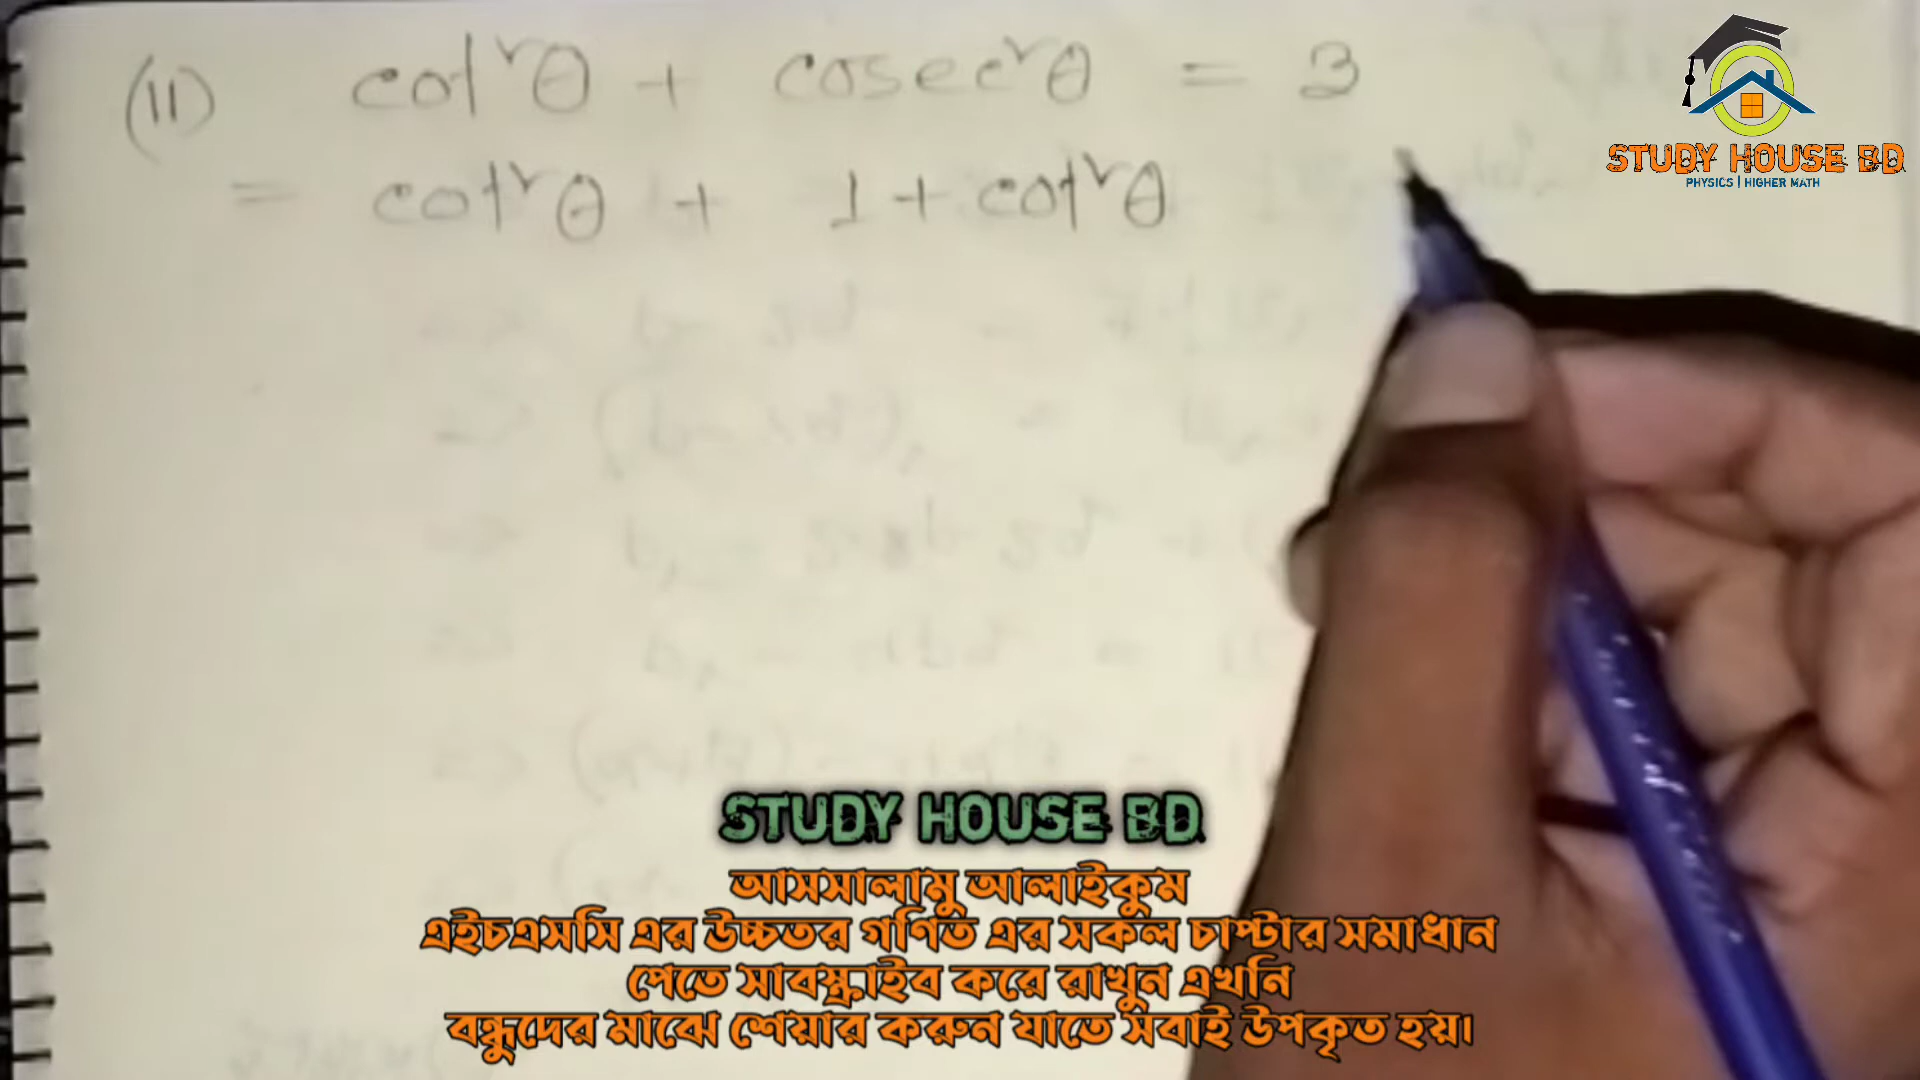 (11) cot²θ + cosec²θ = 3
= cot²θ + 1 + cot²θ
STUDY HOUSE BD
PHYSICS | HIGHER MATH
STUDY HOUSE BD
আসসালামু আলাইকুম
এইচএসসি এর উচ্চতর গণিত এর সকল চাপ্টার সমাধান
পেতে সাবস্ক্রাইব করে রাখুন এখনি
বন্ধুদের মাঝে শেয়ার করুন যাতে সবাই উপকৃত হয়।